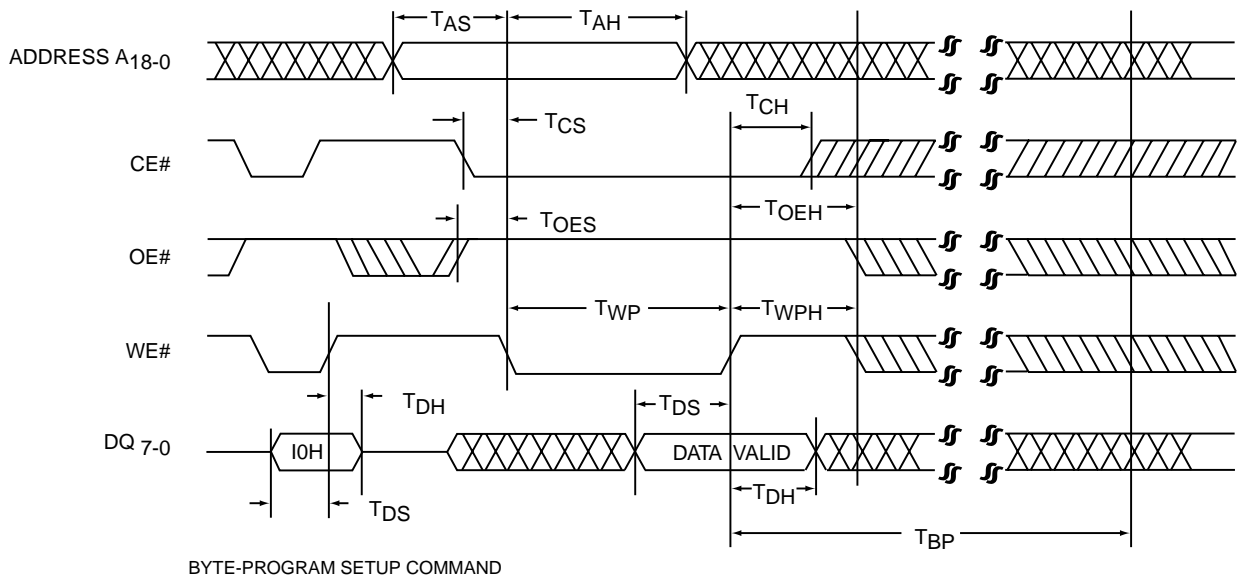 TAS
TAH
ADDRESS A18-0
TCH
TCS
CE#
TOEH
TOES
OE#
TWP
TWPH
WE#
TDH
TDS
DQ 7-0
I0H
DATA VALID
TDH
TDS
TBP
BYTE-PROGRAM SETUP COMMAND